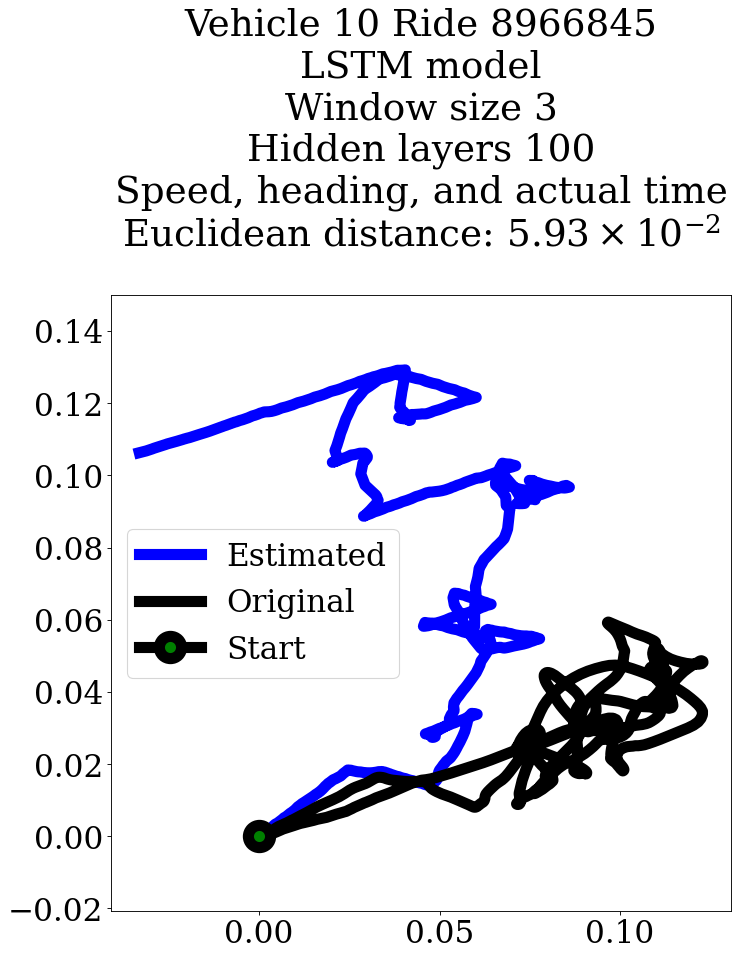 Vehicle 10 Ride 8966845
LSTM model
Window size 3
Hidden layers 100
Speed, heading, and actual time
Euclidean distance: 5.93 × 10⁻²
0.14
0.12
0.10
0.08
0.06
0.04
0.02
0.00
−0.02
Estimated
Original
Start
0.00 0.05 0.10